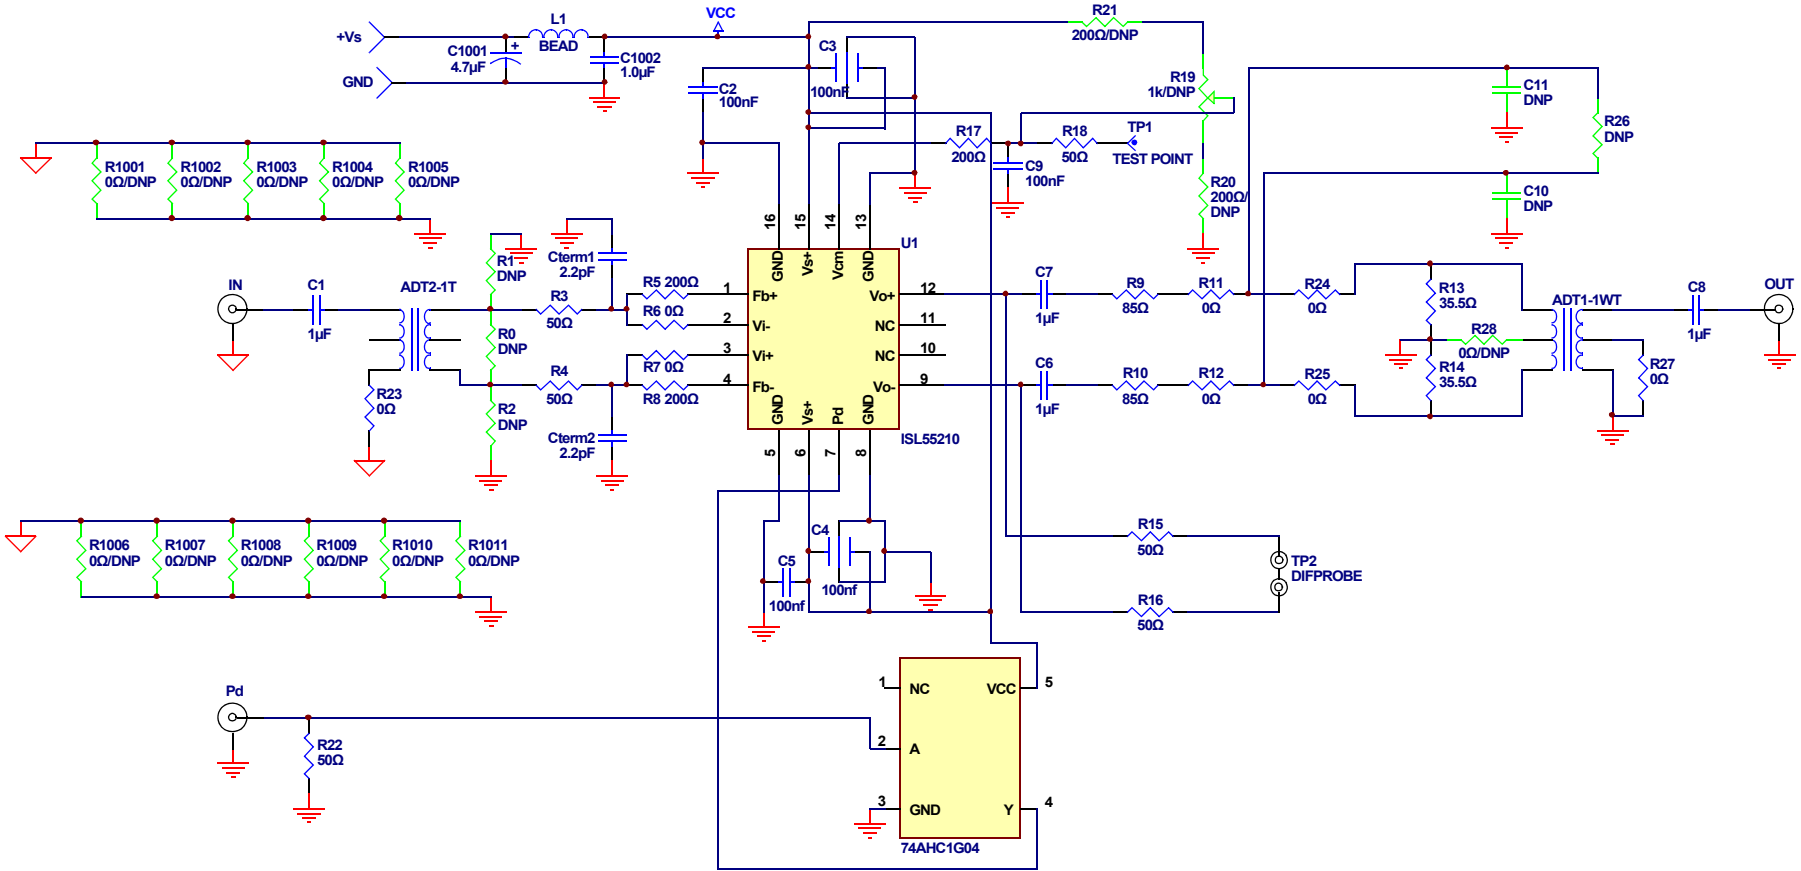 +Vs
GND
C1001
4.7µF
+
L1
BEAD
C1002
1.0µF
VCC
C2
100nF
C3
100nF
R21
200Ω/DNP
R19
1k/DNP
R20
200Ω/
DNP
R17
200Ω
C9
100nF
R18
50Ω
TP1
TEST POINT
C11
DNP
R26
DNP
C10
DNP
R1001
0Ω/DNP
R1002
0Ω/DNP
R1003
0Ω/DNP
R1004
0Ω/DNP
R1005
0Ω/DNP
IN
C1
1µF
ADT2-1T
R23
0Ω
R1
DNP
R0
DNP
R2
DNP
R3
50Ω
R4
50Ω
Cterm1
2.2pF
Cterm2
2.2pF
R5 200Ω
R6 0Ω
R7 0Ω
R8 200Ω
U1
16
15
14
13
GND
Vs+
Vcm
GND
1
Fb+
2
Vi-
3
Vi+
4
Fb-
Vo+
12
NC
11
NC
10
Vo-
9
GND
Vs+
Pd
GND
5
6
7
8
ISL55210
C7
1µF
C6
1µF
R9
85Ω
R10
85Ω
R11
0Ω
R12
0Ω
R24
0Ω
R25
0Ω
R13
35.5Ω
R28
0Ω/DNP
R14
35.5Ω
ADT1-1WT
R27
0Ω
C8
1µF
OUT
R1006
0Ω/DNP
R1007
0Ω/DNP
R1008
0Ω/DNP
R1009
0Ω/DNP
R1010
0Ω/DNP
R1011
0Ω/DNP
C4
100nf
C5
100nf
R15
50Ω
R16
50Ω
TP2
DIFPROBE
Pd
R22
50Ω
1
NC
VCC
5
2
A
3
GND
Y
4
74AHC1G04